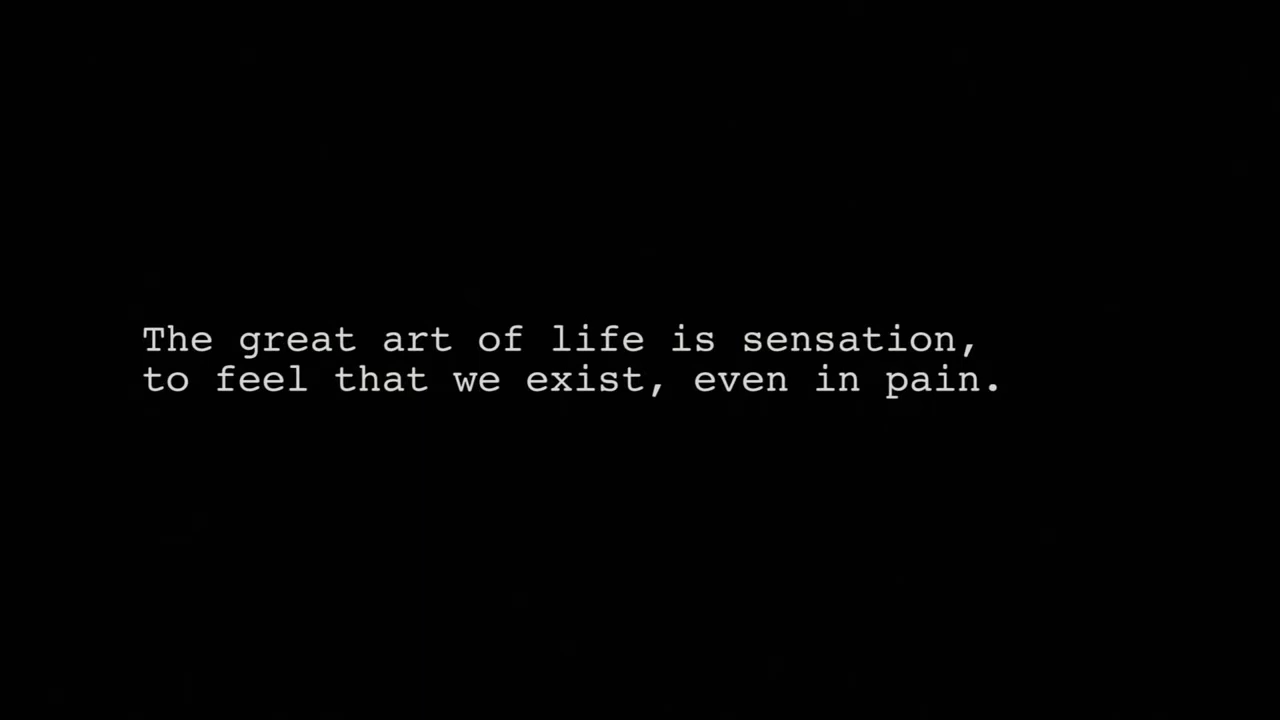 The great art of life is sensation,
to feel that we exist, even in pain.